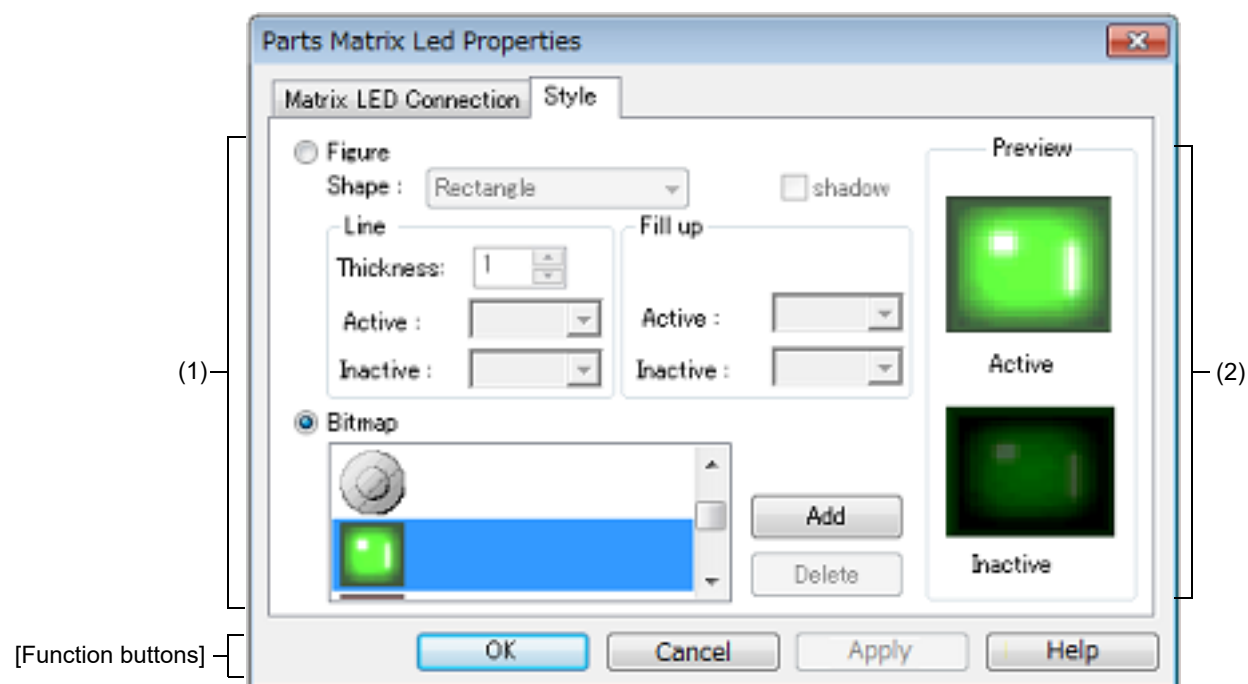 Parts Matrix Led Properties
Matrix LED Connection Style
Figure
Shape : Rectangle shadow
Line Fill up
Thickness: 1
Active : Active :
Inactive : Inactive :
Bitmap
Add
Delete
Preview
Active
Inactive
(1)
(2)
[Function buttons] OK Cancel Apply Help